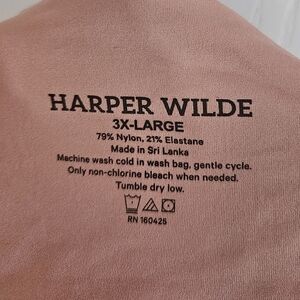 HARPER WILDE
3X-LARGE
79% Nylon, 21% Elastane
Made in Sri Lanka
Machine wash cold in wash bag, gentle cycle.
Only non-chlorine bleach when needed.
Tumble dry low.
RN 160425